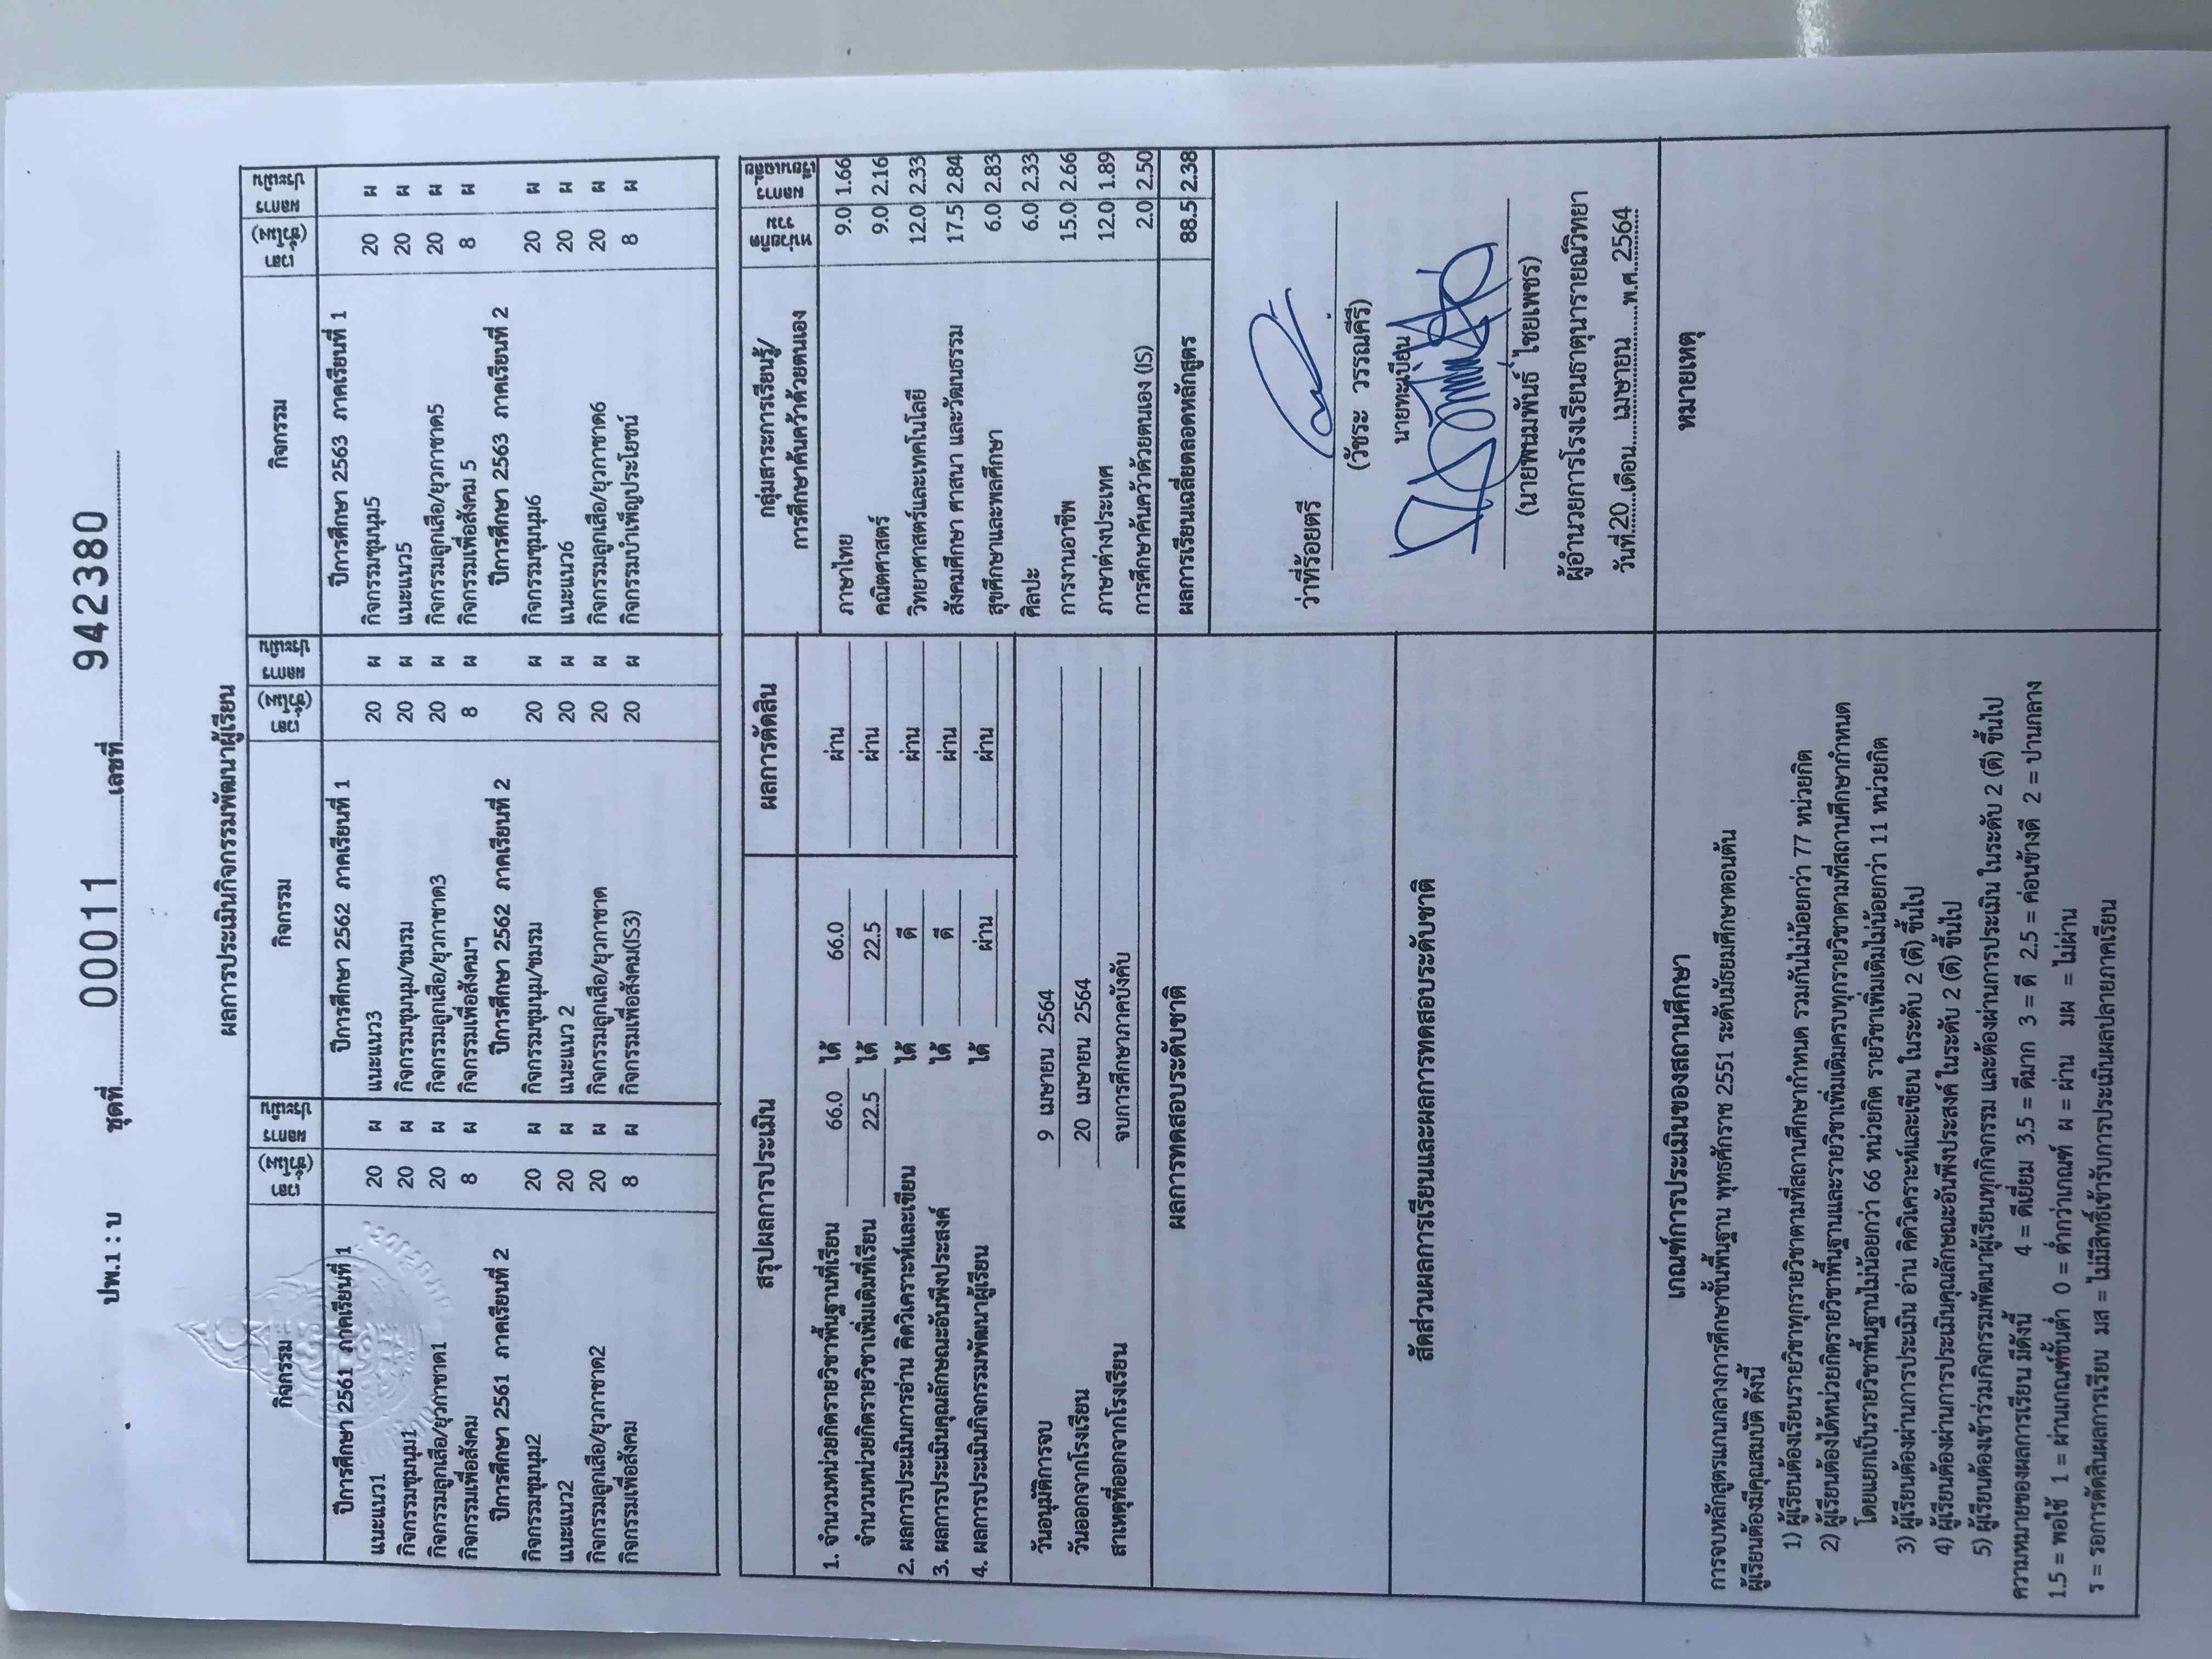 ปพ.1 : บ ชุดที่ 00011 เลขที่ 942380
ผลการประเมินกิจกรรมพัฒนาผู้เรียน
กิจกรรม เวลา (ชั่วโมง) ผลการประเมิน กิจกรรม เวลา (ชั่วโมง) ผลการประเมิน กิจกรรม เวลา (ชั่วโมง) ผลการประเมิน
ปีการศึกษา 2561 ภาคเรียนที่ 1 ปีการศึกษา 2562 ภาคเรียนที่ 1 ปีการศึกษา 2563 ภาคเรียนที่ 1
แนะแนว1 20 ผ แนะแนว3 20 ผ กิจกรรมชุมนุม5 20 ผ
กิจกรรมชุมนุม1 20 ผ กิจกรรมชุมนุม/ชมรม 20 ผ แนะแนว5 20 ผ
กิจกรรมลูกเสือ/ยุวกาชาด1 20 ผ กิจกรรมลูกเสือ/ยุวกาชาด3 20 ผ กิจกรรมลูกเสือ/ยุวกาชาด5 20 ผ
กิจกรรมเพื่อสังคม 8 ผ กิจกรรมเพื่อสังคมฯ 8 ผ กิจกรรมเพื่อสังคม 5 8 ผ
ปีการศึกษา 2561 ภาคเรียนที่ 2 ปีการศึกษา 2562 ภาคเรียนที่ 2 ปีการศึกษา 2563 ภาคเรียนที่ 2
กิจกรรมชุมนุม2 20 ผ กิจกรรมชุมนุม/ชมรม 20 ผ กิจกรรมชุมนุม6 20 ผ
แนะแนว2 20 ผ แนะแนว 2 20 ผ แนะแนว6 20 ผ
กิจกรรมลูกเสือ/ยุวกาชาด2 20 ผ กิจกรรมลูกเสือ/ยุวกาชาด 20 ผ กิจกรรมลูกเสือ/ยุวกาชาด6 20 ผ
กิจกรรมเพื่อสังคม 8 ผ กิจกรรมเพื่อสังคม(IS3) 20 ผ กิจกรรมบำเพ็ญประโยชน์ 8 ผ
สรุปผลการประเมิน ผลการตัดสิน
1. จำนวนหน่วยกิตรายวิชาพื้นฐานที่เรียน 66.0 ได้ 66.0 ผ่าน
จำนวนหน่วยกิตรายวิชาเพิ่มเติมที่เรียน 22.5 ได้ 22.5 ผ่าน
2. ผลการประเมินการอ่าน คิดวิเคราะห์และเขียน ได้ ดี ผ่าน
3. ผลการประเมินคุณลักษณะอันพึงประสงค์ ได้ ดี ผ่าน
4. ผลการประเมินกิจกรรมพัฒนาผู้เรียน ได้ ผ่าน ผ่าน
วันอนุมัติการจบ 9 เมษายน 2564
วันออกจากโรงเรียน 20 เมษายน 2564
สาเหตุที่ออกจากโรงเรียน จบการศึกษาภาคบังคับ
ผลการทดสอบระดับชาติ
สัดส่วนผลการเรียนและผลการทดสอบระดับชาติ
กลุ่มสาระการเรียนรู้/
การศึกษาค้นคว้าด้วยตนเอง หน่วยกิตรวม ผลการเรียนเฉลี่ย
ภาษาไทย 9.0 1.66
คณิตศาสตร์ 9.0 2.16
วิทยาศาสตร์และเทคโนโลยี 12.0 2.33
สังคมศึกษา ศาสนา และวัฒนธรรม 17.5 2.84
สุขศึกษาและพลศึกษา 6.0 2.83
ศิลปะ 6.0 2.33
การงานอาชีพ 15.0 2.66
ภาษาต่างประเทศ 12.0 1.89
การศึกษาค้นคว้าด้วยตนเอง (IS) 2.0 2.50
ผลการเรียนเฉลี่ยตลอดหลักสูตร 88.5 2.38
ว่าที่ร้อยตรี
(วัชระ วรรณคีรี)
นายทะเบียน
(นายพนมพันธ์ ไชยเพชร)
ผู้อำนวยการโรงเรียนธาตุนารายณ์วิทยา
วันที่ 20 เดือน เมษายน พ.ศ. 2564
เกณฑ์การประเมินของสถานศึกษา
การจบหลักสูตรแกนกลางการศึกษาขั้นพื้นฐาน พุทธศักราช 2551 ระดับมัธยมศึกษาตอนต้น
ผู้เรียนต้องมีคุณสมบัติ ดังนี้
1) ผู้เรียนต้องเรียนรายวิชาทุกรายวิชาตามที่สถานศึกษากำหนด รวมกันไม่น้อยกว่า 77 หน่วยกิต
2) ผู้เรียนต้องได้หน่วยกิตรายวิชาพื้นฐานและรายวิชาเพิ่มเติมครบทุกรายวิชาตามที่สถานศึกษากำหนด
โดยแยกเป็นรายวิชาพื้นฐานไม่น้อยกว่า 66 หน่วยกิต รายวิชาเพิ่มเติมไม่น้อยกว่า 11 หน่วยกิต
3) ผู้เรียนต้องผ่านการประเมิน อ่าน คิดวิเคราะห์และเขียน ในระดับ 2 (ดี) ขึ้นไป
4) ผู้เรียนต้องผ่านการประเมินคุณลักษณะอันพึงประสงค์ ในระดับ 2 (ดี) ขึ้นไป
5) ผู้เรียนต้องเข้าร่วมกิจกรรมพัฒนาผู้เรียนทุกกิจกรรม และต้องผ่านการประเมิน ในระดับ 2 (ดี) ขึ้นไป
ความหมายของผลการเรียน มีดังนี้ 4 = ดีเยี่ยม 3.5 = ดีมาก 3 = ดี 2.5 = ค่อนข้างดี 2 = ปานกลาง
1.5 = พอใช้ 1 = ผ่านเกณฑ์ขั้นต่ำ 0 = ต่ำกว่าเกณฑ์ ผ = ผ่าน มผ = ไม่ผ่าน
ร = รอการตัดสินผลการเรียน มส = ไม่มีสิทธิ์เข้ารับการประเมินผลปลายภาคเรียน
หมายเหตุ